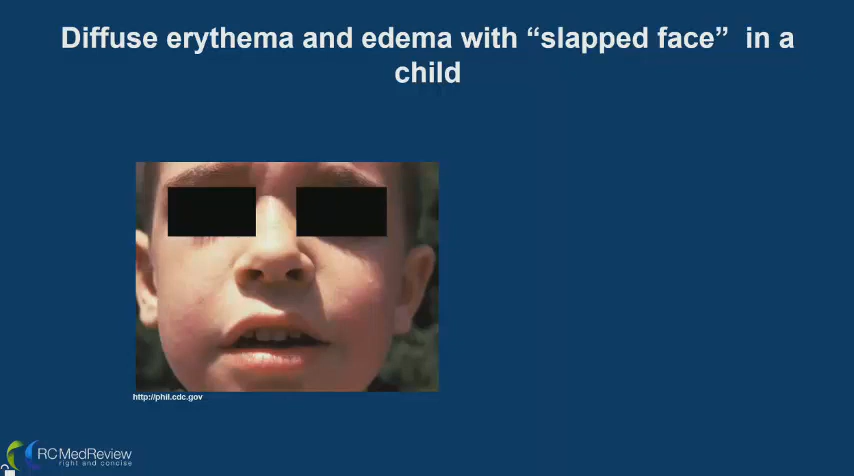 Diffuse erythema and edema with “slapped face”  in a
child
http://phil.cdc.gov
RCMedReview
right and concise